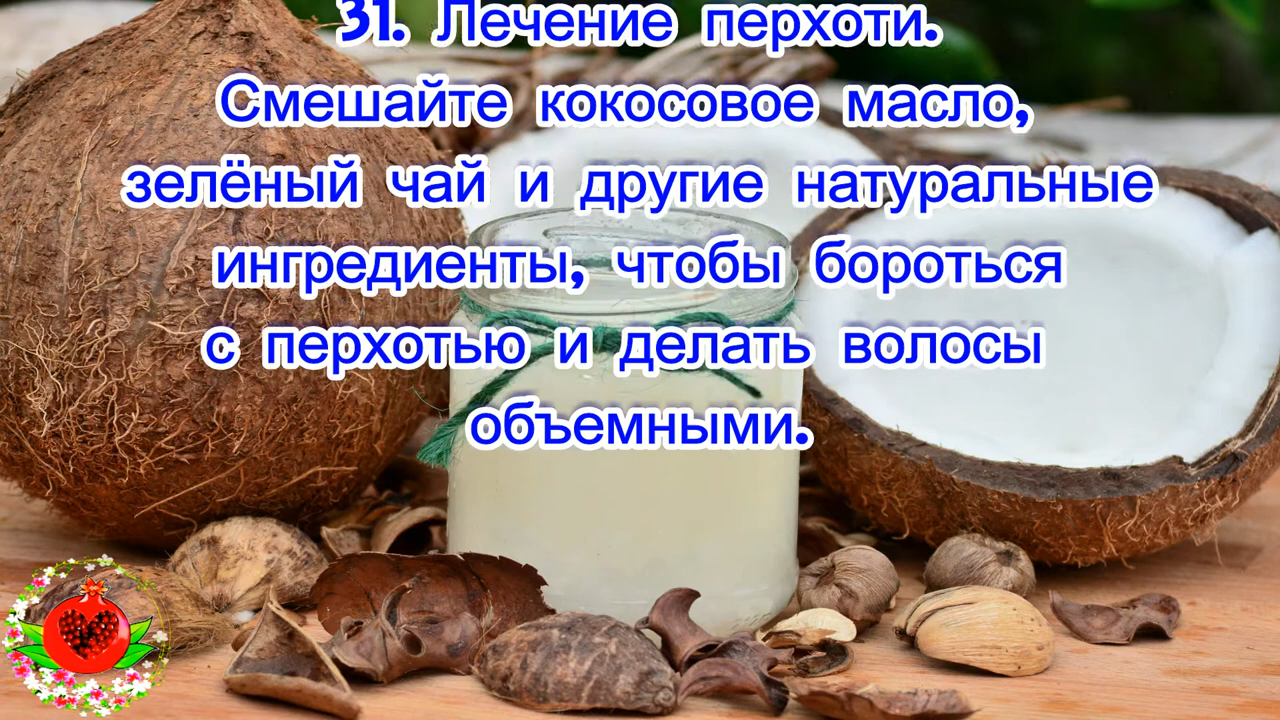 31. Лечение перхоти.
Смешайте кокосовое масло,
зелёный чай и другие натуральные
ингредиенты, чтобы бороться
с перхотью и делать волосы
объемными.